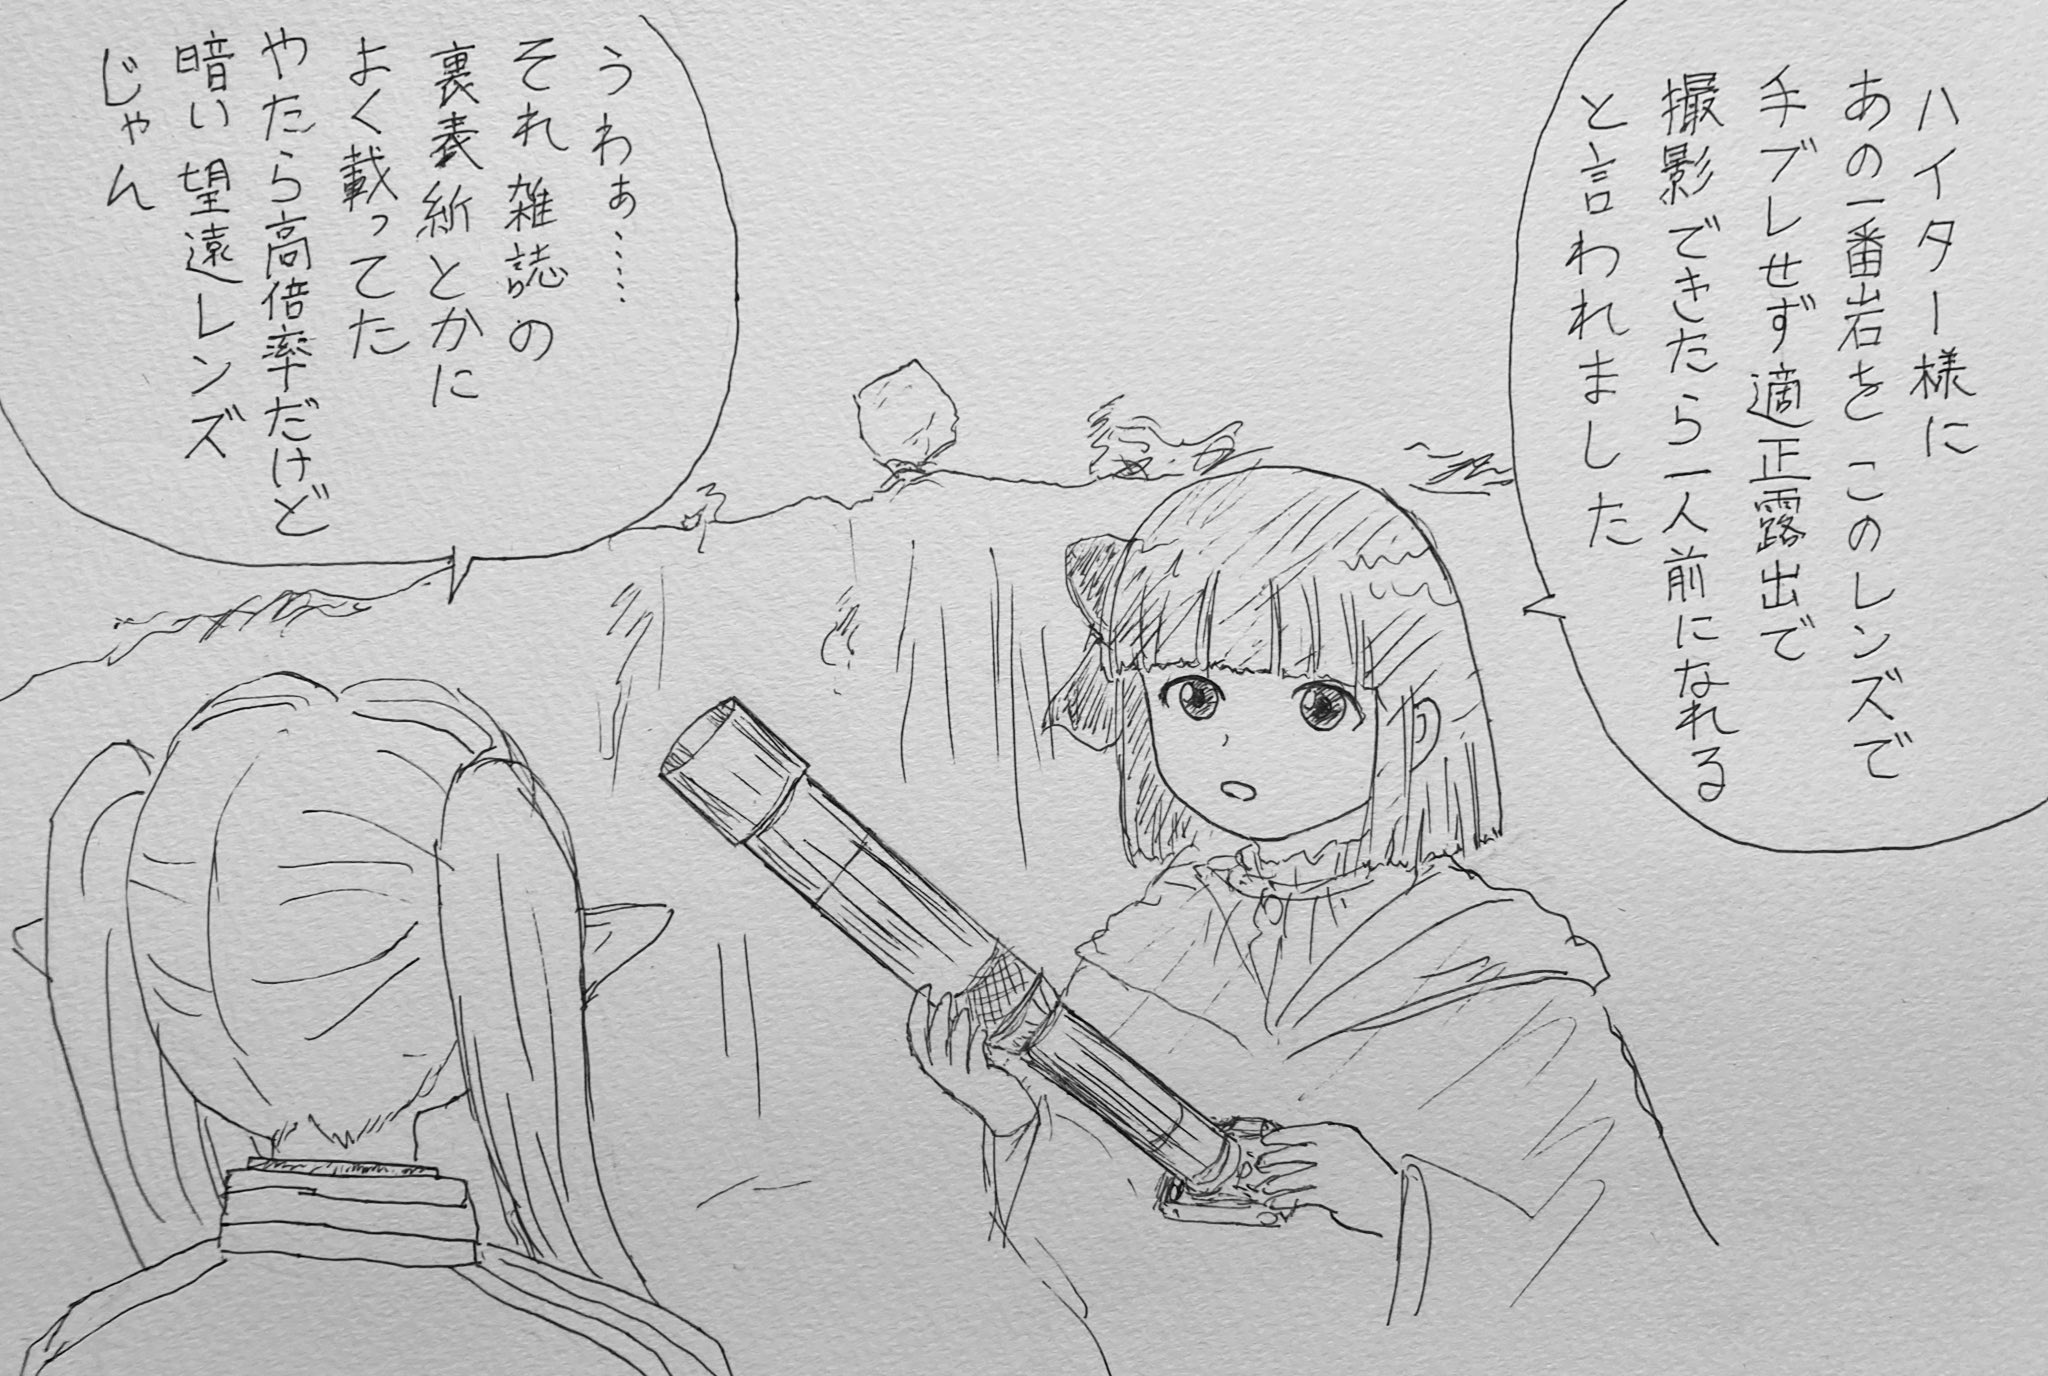 ハイター様に
あの一番岩をこのレンズで
手ブレせず適正露出で
撮影できたら一人前になれる
と言われました
うわぁ……
それ雑誌の
裏表紙とかに
よく載ってた
やたら高倍率だけど
暗い望遠レンズ
じゃん